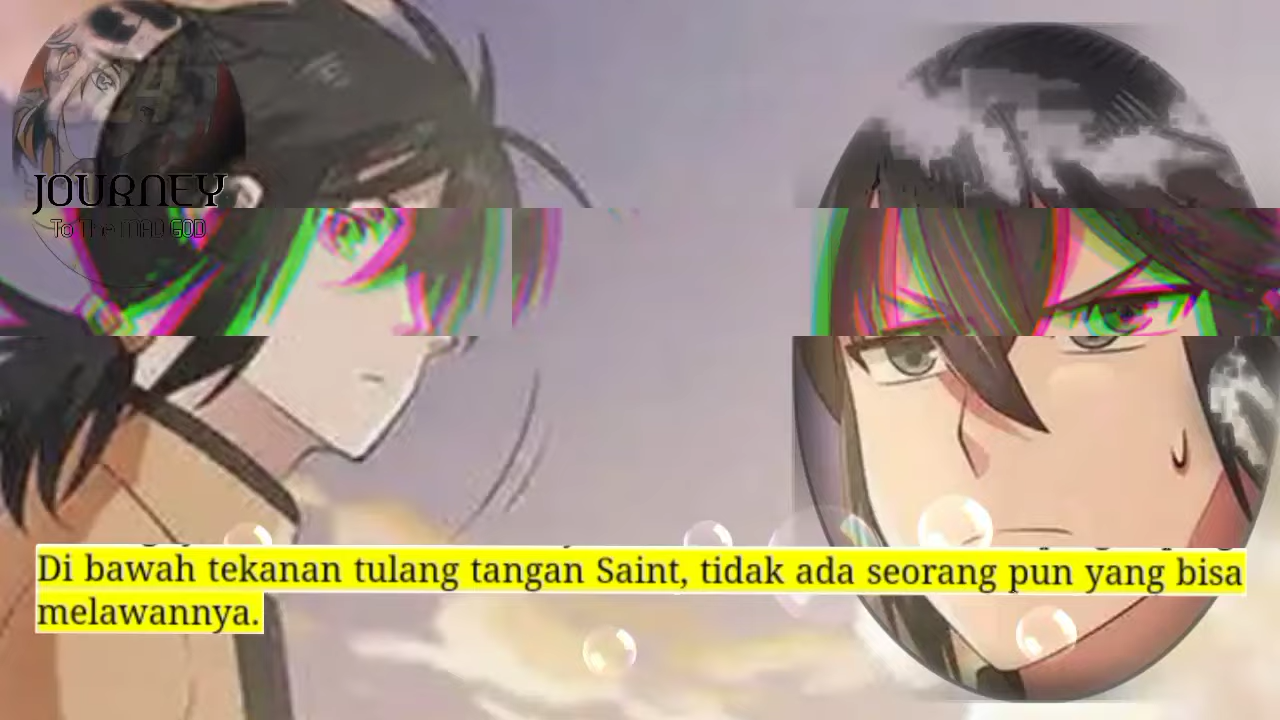 JOURNEY
To The MAD GOD
Di bawah tekanan tulang tangan Saint, tidak ada seorang pun yang bisa
melawannya.